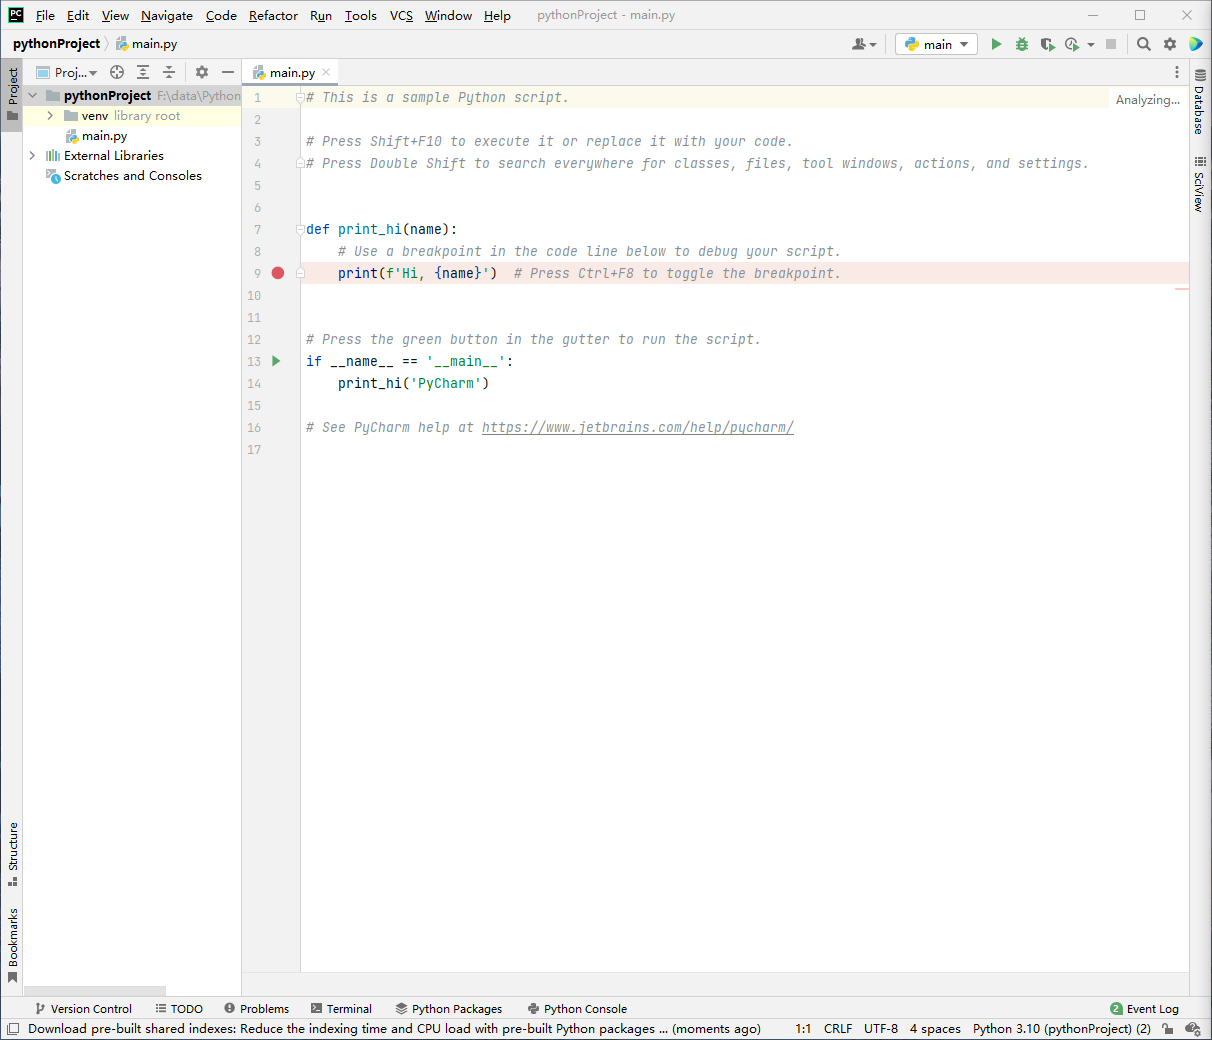 PC File Edit View Navigate Code Refactor Run Tools VCS Window Help pythonProject - main.py
pythonProject main.py main
Project Proj... main.py
pythonProject F:\data\Python
venv library root
main.py
External Libraries
Scratches and Consoles
Structure
Bookmarks
1 # This is a sample Python script.
2
3 # Press Shift+F10 to execute it or replace it with your code.
4 # Press Double Shift to search everywhere for classes, files, tool windows, actions, and settings.
5
6
7 def print_hi(name):
8 # Use a breakpoint in the code line below to debug your script.
9 print(f'Hi, {name}') # Press Ctrl+F8 to toggle the breakpoint.
10
11
12 # Press the green button in the gutter to run the script.
13 if __name__ == '__main__':
14 print_hi('PyCharm')
15
16 # See PyCharm help at https://www.jetbrains.com/help/pycharm/
17
Analyzing...
Database
SciView
Version Control TODO Problems Terminal Python Packages Python Console 2 Event Log
Download pre-built shared indexes: Reduce the indexing time and CPU load with pre-built Python packages ... (moments ago) 1:1 CRLF UTF-8 4 spaces Python 3.10 (pythonProject) (2)